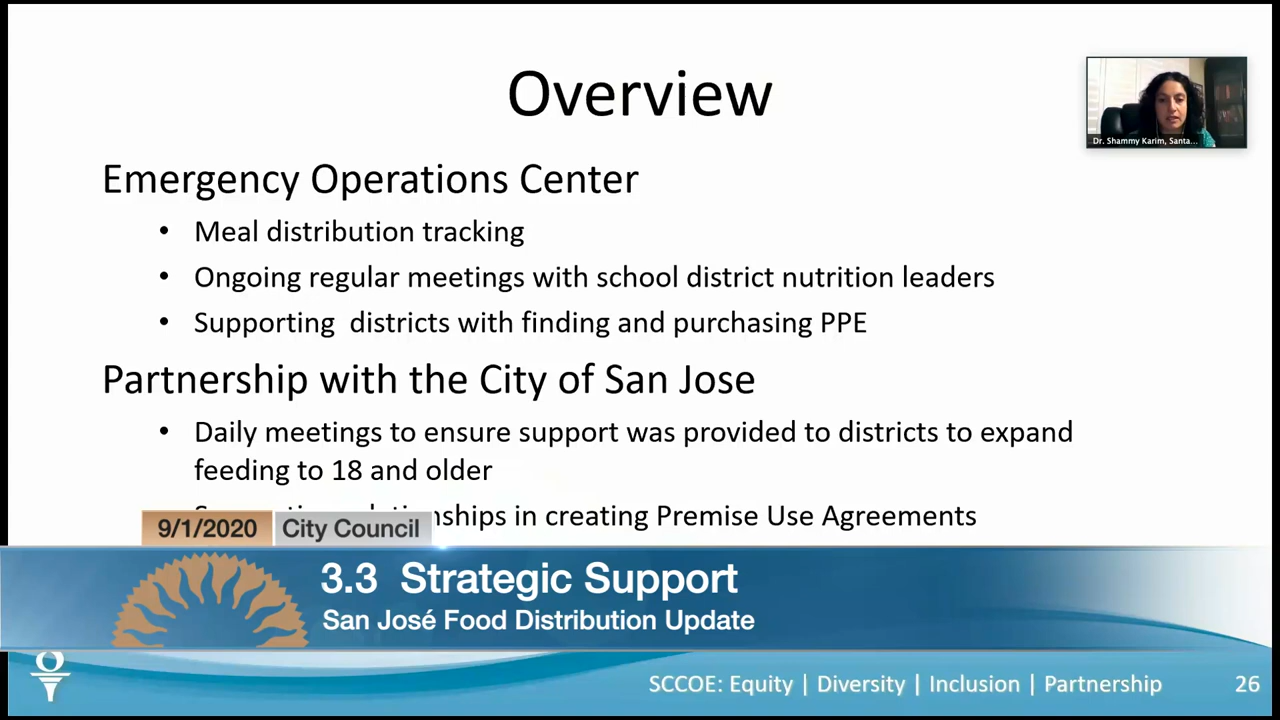 Overview
Dr. Shammy Karim, Santa...
Emergency Operations Center
• Meal distribution tracking
• Ongoing regular meetings with school district nutrition leaders
• Supporting  districts with finding and purchasing PPE
Partnership with the City of San Jose
• Daily meetings to ensure support was provided to districts to expand
feeding to 18 and older
in creating Premise Use Agreements
9/1/2020 City Council
3.3 Strategic Support
San José Food Distribution Update
SCCOE: Equity | Diversity | Inclusion | Partnership 26